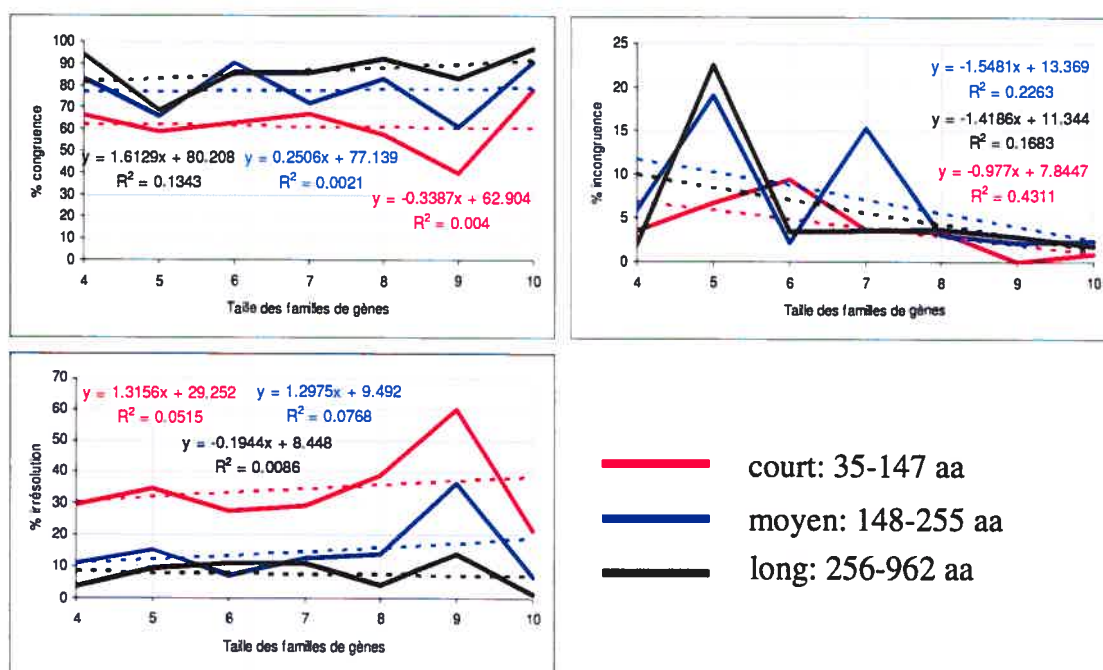 % congruence
100
90
80
70
60
50
40
30
20
10
0
y = 1.6129x + 80.208
R² = 0.1343
y = 0.2506x + 77.139
R² = 0.0021
y = -0.3387x + 62.904
R² = 0.004
4 5 6 7 8 9 10
Taille des familles de gènes
% incongruence
25
20
15
10
5
0
y = -1.5481x + 13.369
R² = 0.2263
y = -1.4186x + 11.344
R² = 0.1683
y = -0.977x + 7.8447
R² = 0.4311
4 5 6 7 8 9 10
Taille des familles de gènes
% irrésolution
70
60
50
40
30
20
10
0
y = 1.3156x + 29.252
R² = 0.0515
y = 1.2975x + 9.492
R² = 0.0768
y = -0.1944x + 8.448
R² = 0.0086
4 5 6 7 8 9 10
Taille des familles de gènes
court: 35-147 aa
moyen: 148-255 aa
long: 256-962 aa